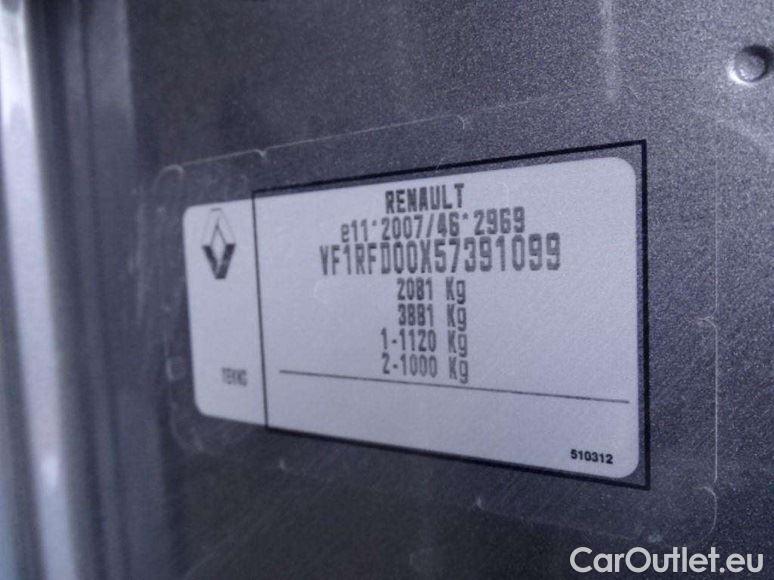 RENAULT
e11*2007/46*2969
VF1RFD00X57391099
2081 Kg
3881 Kg
1-1120 Kg
2-1000 Kg
510312
CarOutlet.eu